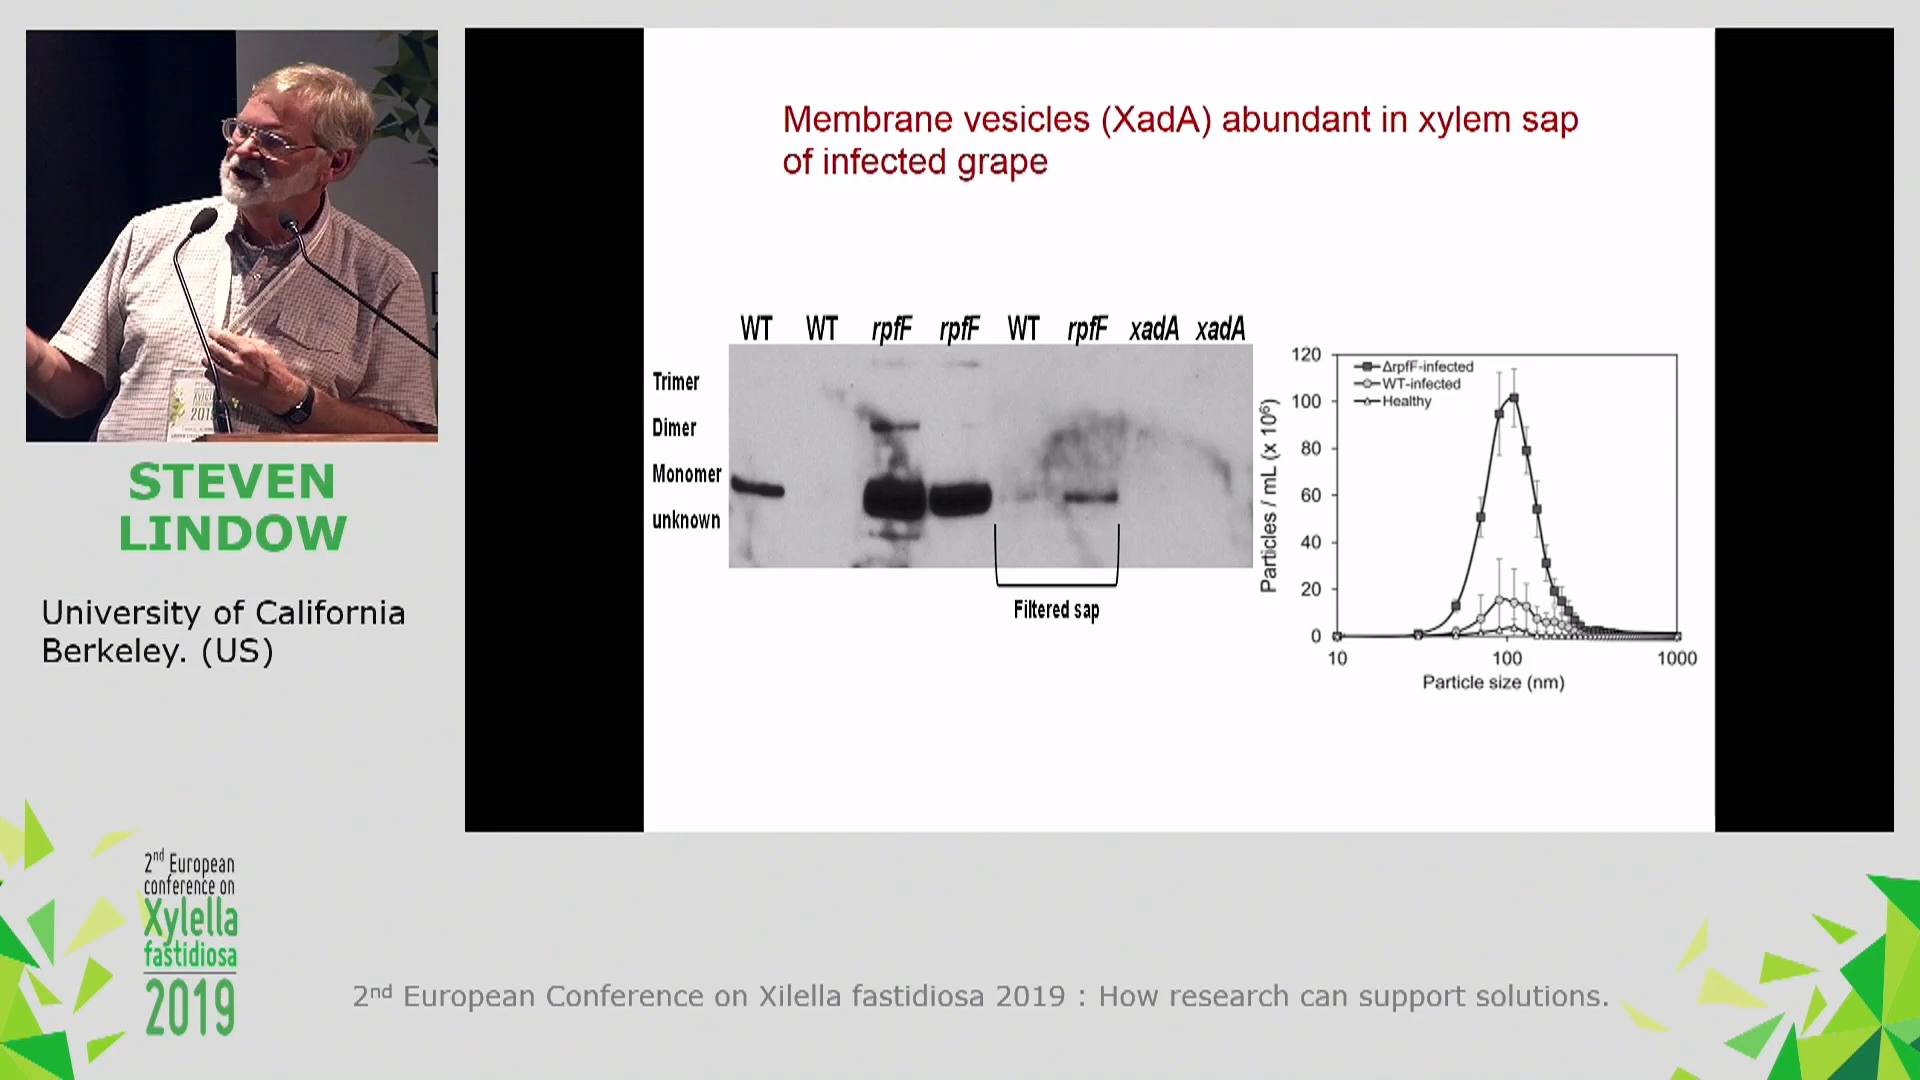 Membrane vesicles (XadA) abundant in xylem sap
of infected grape
WT WT rpfF rpfF WT rpfF xadA xadA
Trimer
Dimer
Monomer
unknown
Filtered sap
120
100
80
60
40
20
0
Particles / mL (x 10⁶)
ΔrpfF-infected
WT-infected
Healthy
10 100 1000
Particle size (nm)
Xylella
2019
STEVEN
LINDOW
University of California
Berkeley. (US)
2nd European
conference on
Xylella
fastidiosa
2019
2nd European Conference on Xilella fastidiosa 2019 : How research can support solutions.